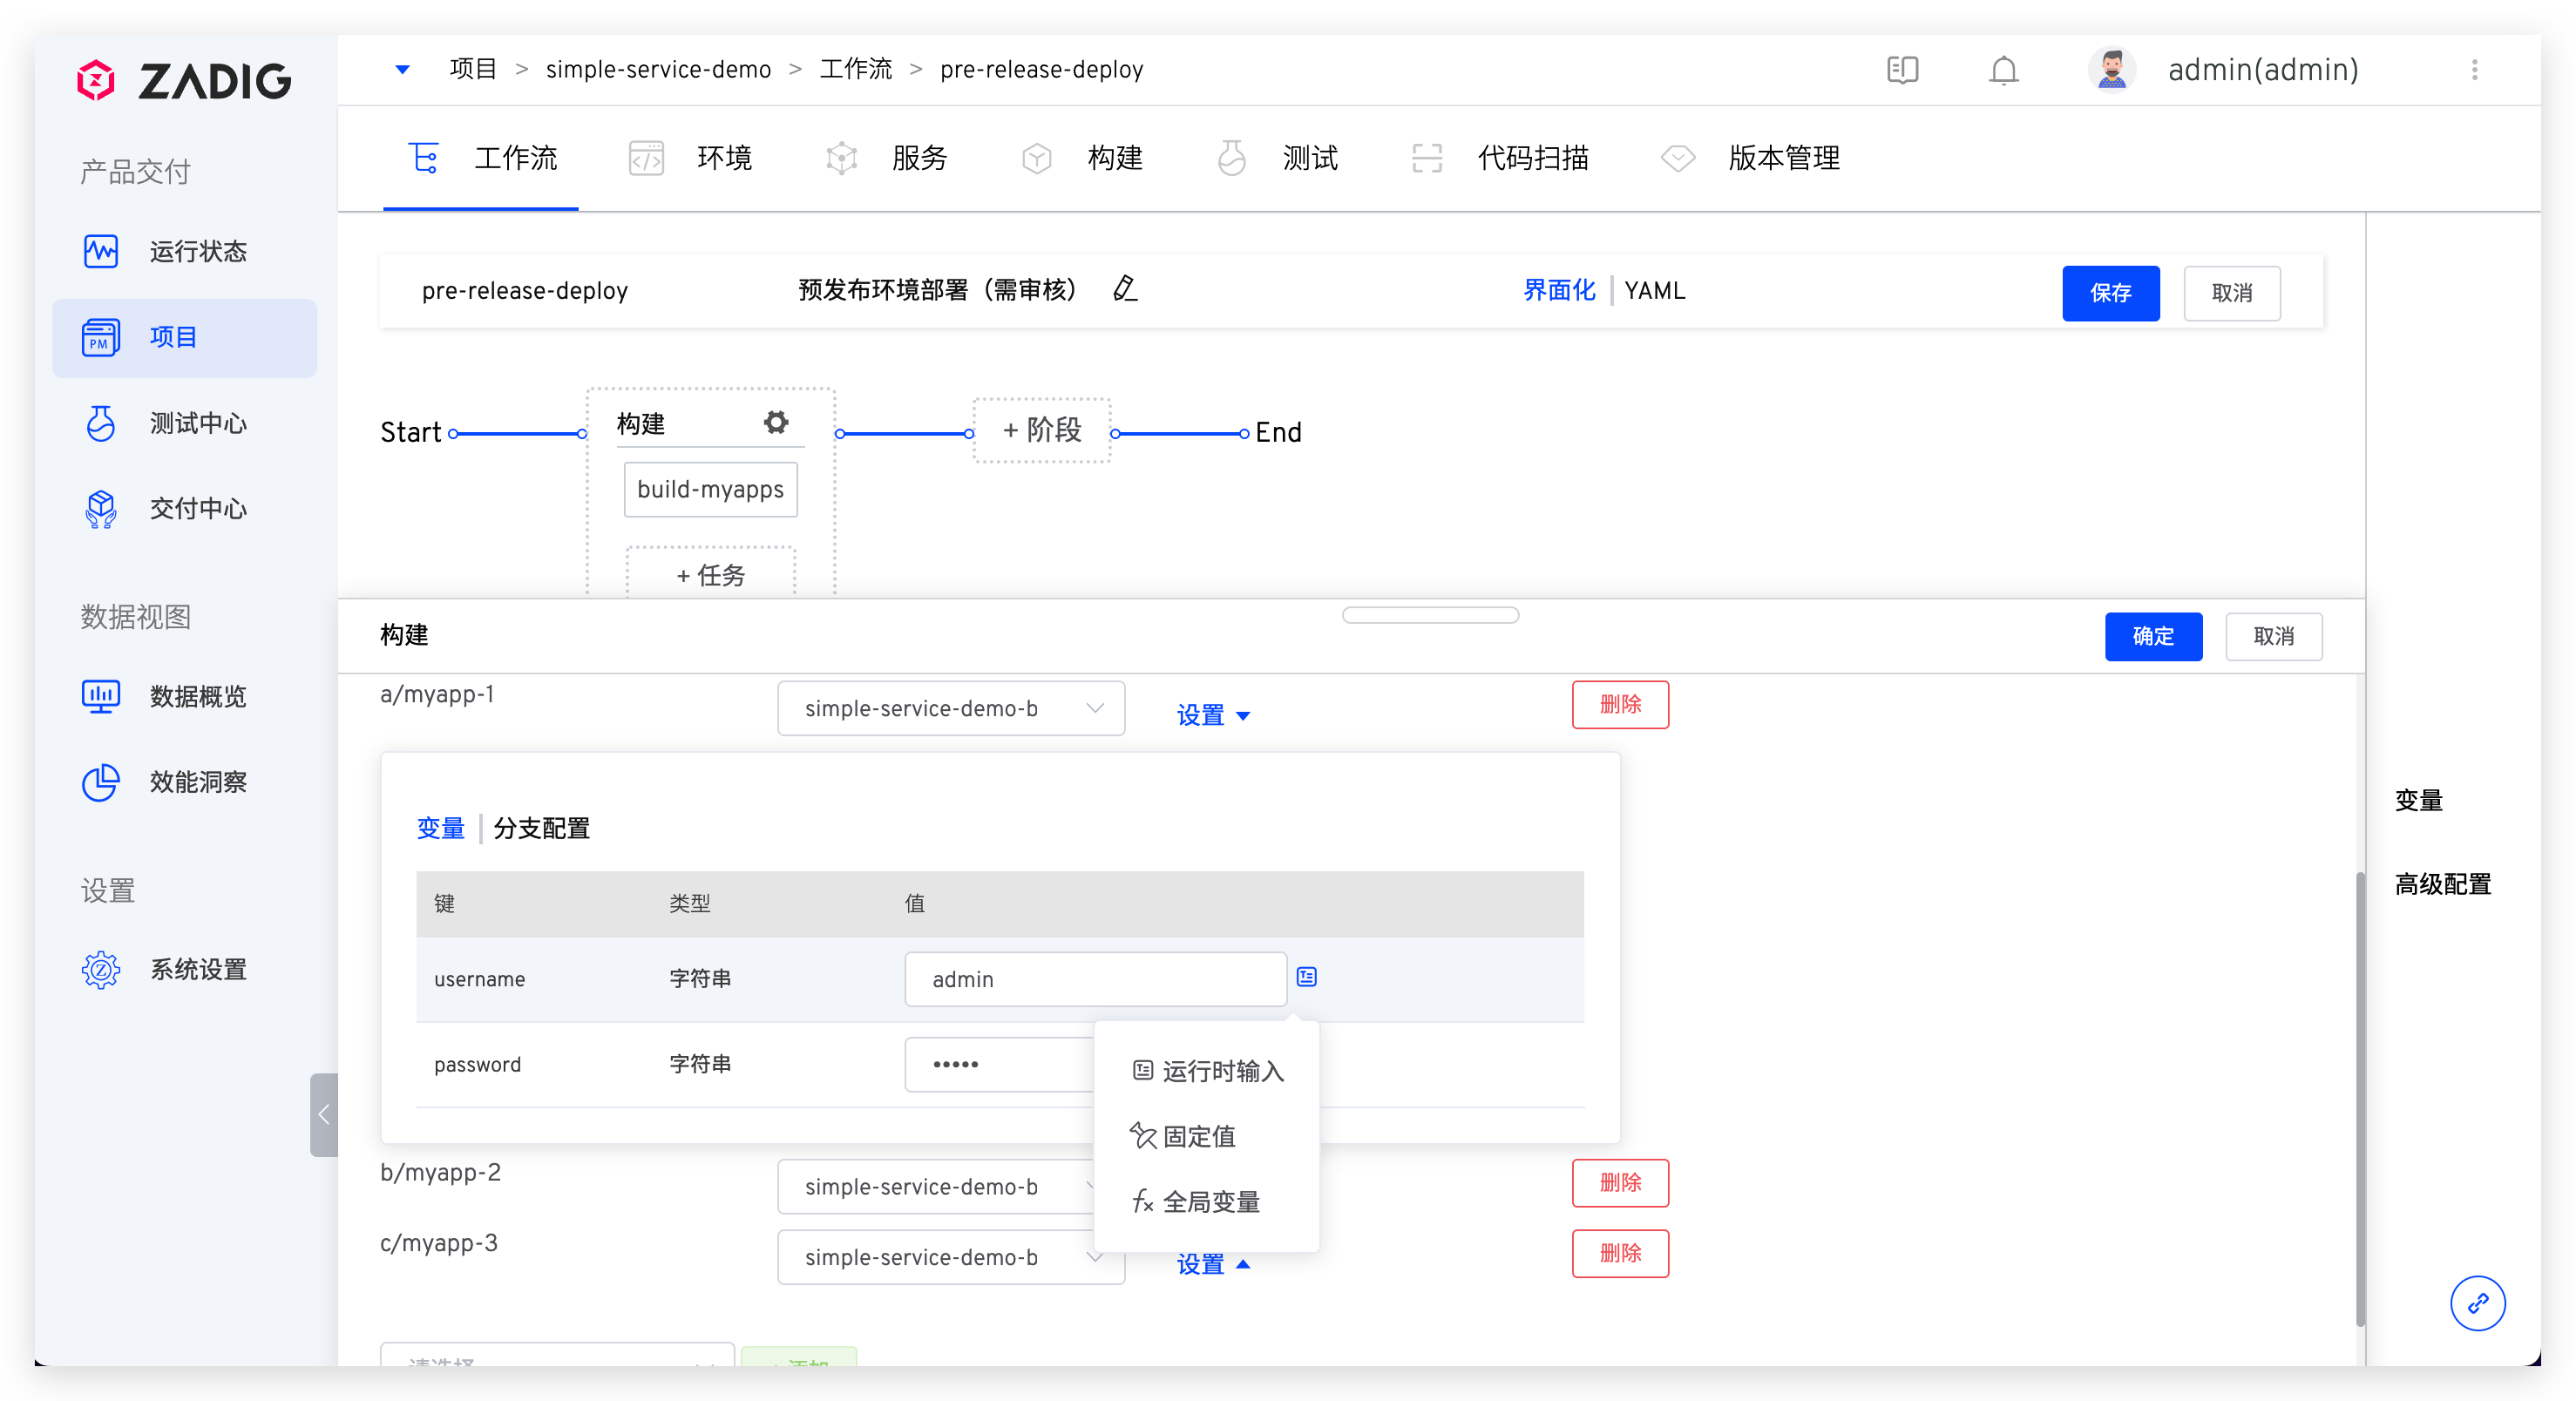 ZADIG
项目 > simple-service-demo > 工作流 > pre-release-deploy
admin(admin)
产品交付
运行状态
PM
项目
测试中心
交付中心
数据视图
数据概览
效能洞察
设置
系统设置
工作流
环境
服务
构建
测试
代码扫描
版本管理
pre-release-deploy
预发布环境部署（需审核）
界面化 | YAML
保存
取消
Start
构建
+ 阶段
End
build-myapps
+ 任务
构建
确定
取消
a/myapp-1
simple-service-demo-b
设置
删除
变量 | 分支配置
键 类型 值
username 字符串 admin
password 字符串 •••••
运行时输入
固定值
fx 全局变量
b/myapp-2
simple-service-demo-b
删除
c/myapp-3
simple-service-demo-b
设置
删除
请选择
+ 添加
变量
高级配置